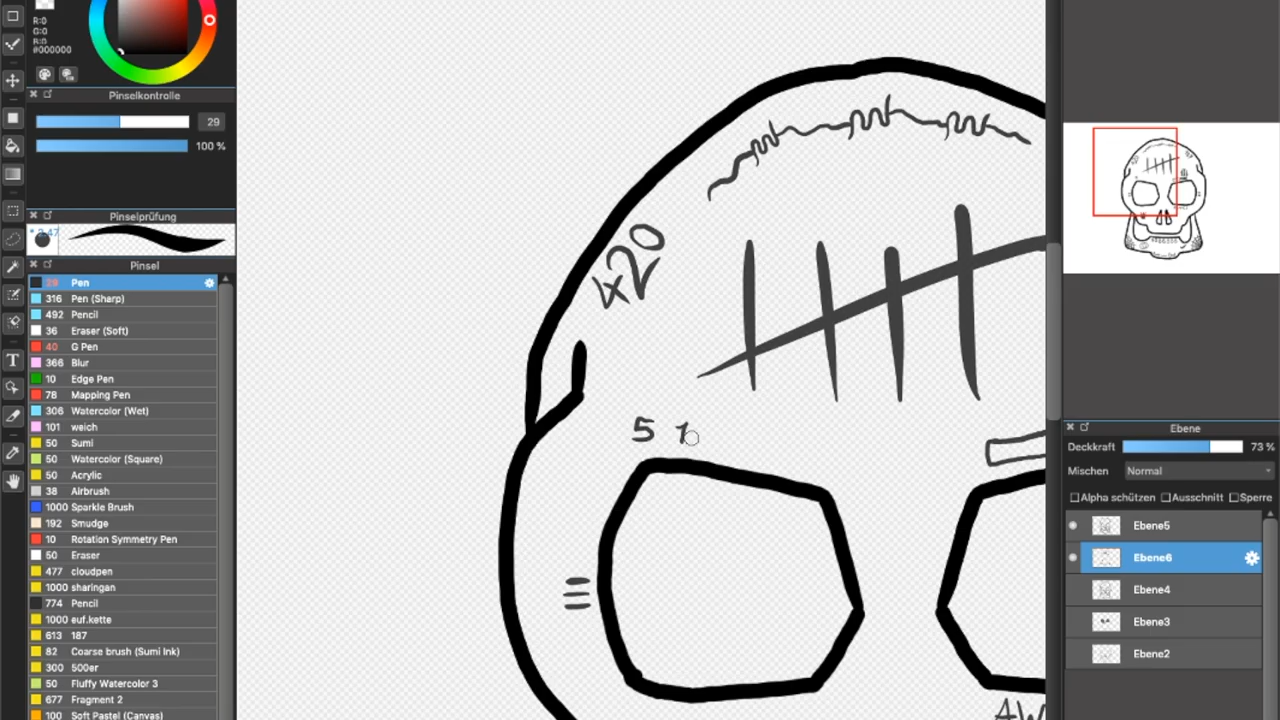 R:0
G:0
B:0
#000000
Pinselkontrolle
29
100 %
Pinselprüfung
Pinsel
29 Pen
316 Pen (Sharp)
492 Pencil
36 Eraser (Soft)
40 G Pen
366 Blur
10 Edge Pen
78 Mapping Pen
306 Watercolor (Wet)
101 weich
50 Sumi
50 Watercolor (Square)
50 Acrylic
38 Airbrush
1000 Sparkle Brush
192 Smudge
10 Rotation Symmetry Pen
50 Eraser
477 cloudpen
1000 sharingan
774 Pencil
1000 euf.kette
613 187
82 Coarse brush (Sumi Ink)
300 500er
50 Fluffy Watercolor 3
677 Fragment 2
100 Soft Pastel (Canvas)
420
5 1
AW
Ebene
Deckkraft 73 %
Mischen Normal
Alpha schützen Ausschnitt Sperre
Ebene5
Ebene6
Ebene4
Ebene3
Ebene2